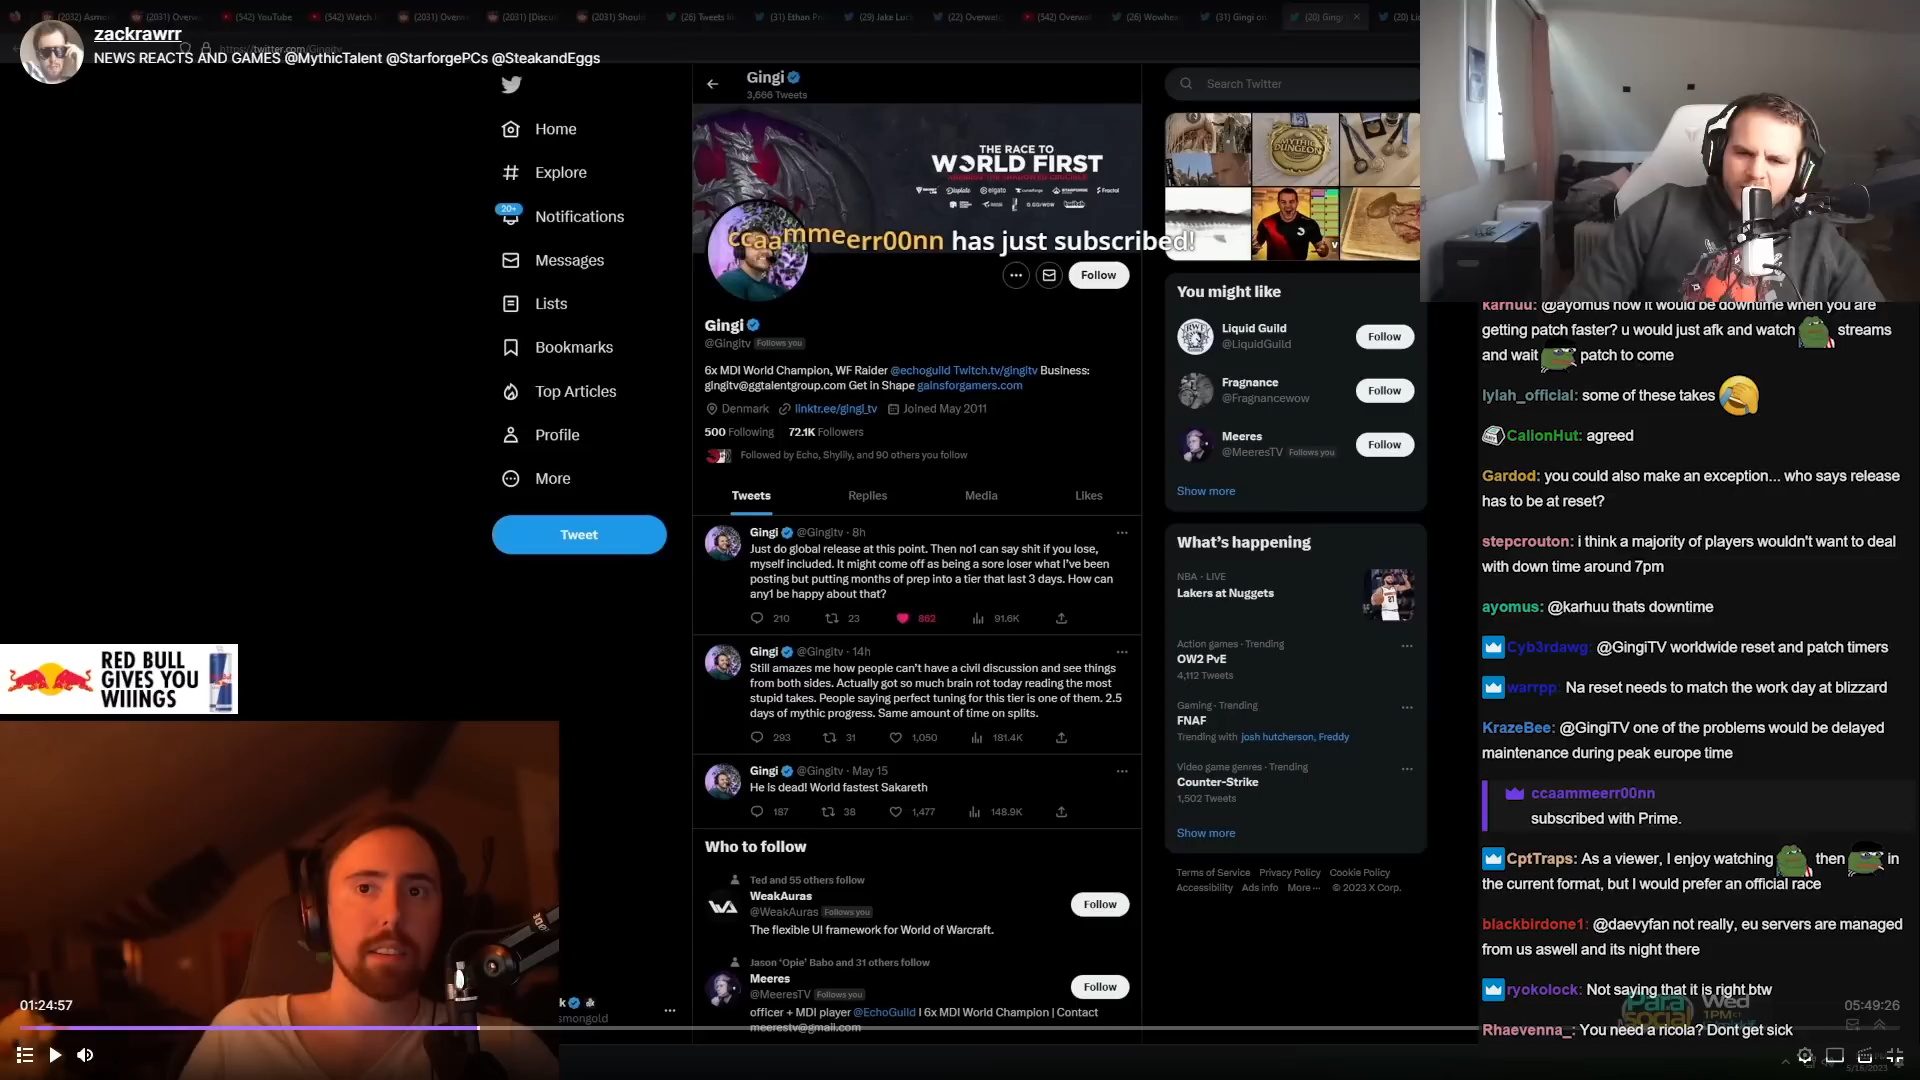 zackrawrr
NEWS REACTS AND GAMES @MythicTalent @StarforgePCs @SteakandEggs
https://twitter.com/Gingitv
Home
Explore
20+
Notifications
Messages
Lists
Bookmarks
Top Articles
Profile
More
Tweet
RED BULL
GIVES YOU
WIIINGS
01:24:57
Gingi
3,666 Tweets
THE RACE TO
WORLD FIRST
ccaammeerr00nn has just subscribed!
Follow
Gingi
@Gingitv Follows you
6x MDI World Champion, WF Raider @echoguild Twitch.tv/gingitv Business:
gingitv@ggtalentgroup.com Get in Shape gainsforgamers.com
Denmark linktr.ee/gingi_tv Joined May 2011
500 Following 72.1K Followers
Followed by Echo, Shylily, and 90 others you follow
Tweets Replies Media Likes
Gingi @Gingitv · 8h
Just do global release at this point. Then no1 can say shit if you lose,
myself included. It might come off as being a sore loser what I've been
posting but putting months of prep into a tier that last 3 days. How can
any1 be happy about that?
210 23 862 91.6K
Gingi @Gingitv · 14h
Still amazes me how people can't have a civil discussion and see things
from both sides. Actually got so much brain rot today reading the most
stupid takes. People saying perfect tuning for this tier is one of them. 2.5
days of mythic progress. Same amount of time on splits.
293 31 1,050 181.4K
Gingi @Gingitv · May 15
He is dead! World fastest Sakareth
187 38 1,477 148.9K
Who to follow
Ted and 55 others follow
WeakAuras
@WeakAuras Follows you
The flexible UI framework for World of Warcraft.
Follow
Jason 'Opie' Babo and 31 others follow
Meeres
@MeeresTV Follows you
Follow
officer + MDI player @EchoGuild I 6x MDI World Champion | Contact
meerestv@gmail.com
smongold
Search Twitter
MYTHIC
DUNGEON
You might like
Liquid Guild
@LiquidGuild
Follow
Fragnance
@Fragnancewow
Follow
Meeres
@MeeresTV Follows you
Follow
Show more
What's happening
NBA · LIVE
Lakers at Nuggets
Action games · Trending
OW2 PvE
4,112 Tweets
Gaming · Trending
FNAF
Trending with josh hutcherson, Freddy
Video game genres · Trending
Counter-Strike
1,502 Tweets
Show more
Terms of Service Privacy Policy Cookie Policy
Accessibility Ads info More ··· © 2023 X Corp.
karhuu: @ayomus how it would be downtime when you are
getting patch faster? u would just afk and watch streams
and wait patch to come
lylah_official: some of these takes
CalionHut: agreed
Gardod: you could also make an exception... who says release
has to be at reset?
stepcrouton: i think a majority of players wouldn't want to deal
with down time around 7pm
ayomus: @karhuu thats downtime
Cyb3rdawg: @GingiTV worldwide reset and patch timers
warrpp: Na reset needs to match the work day at blizzard
KrazeBee: @GingiTV one of the problems would be delayed
maintenance during peak europe time
ccaammeerr00nn
subscribed with Prime.
CptTraps: As a viewer, I enjoy watching then in
the current format, but I would prefer an official race
blackbirdone1: @daevyfan not really, eu servers are managed
from us aswell and its night there
ryokolock: Not saying that it is right btw
Rhaevenna_: You need a ricola? Dont get sick
Para
social
Wed
1PM
05:49:26
5/16/2023